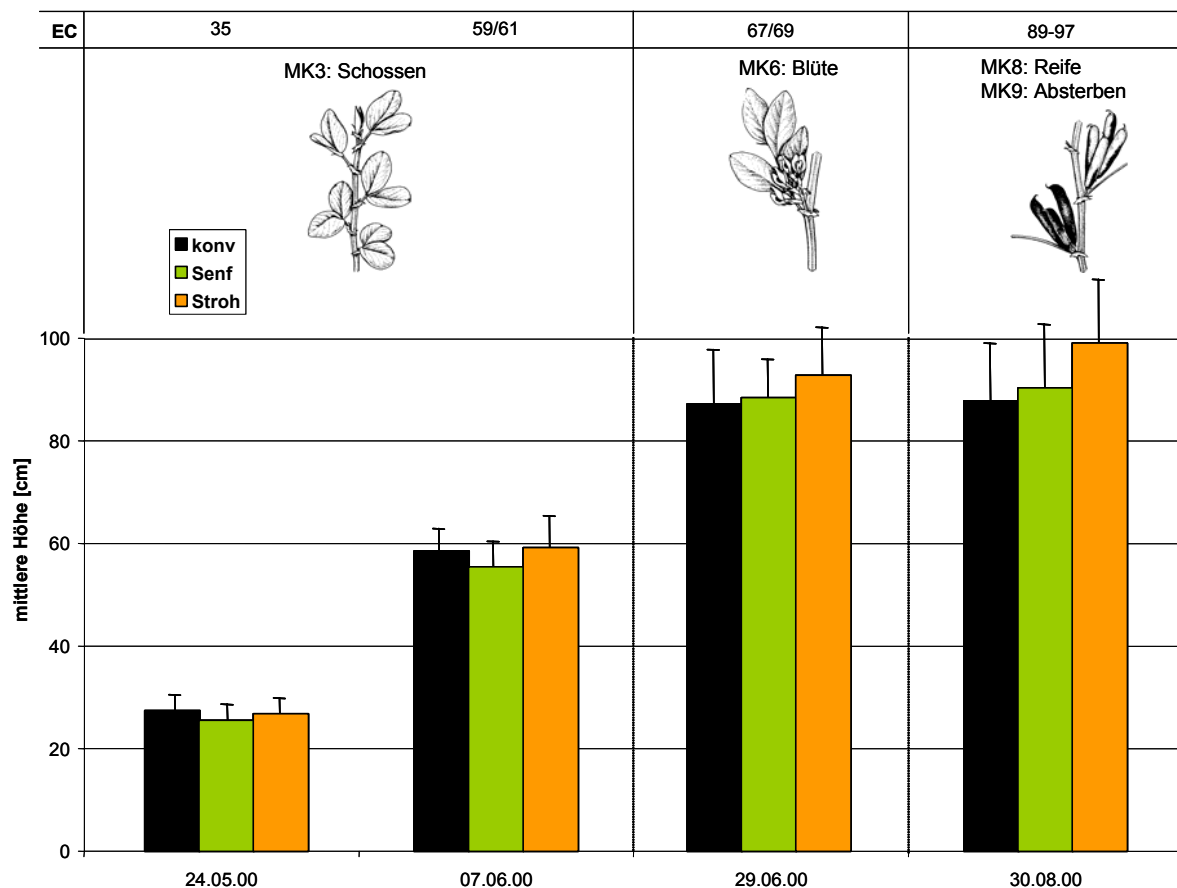 EC 35 59/61 67/69 89-97
MK3: Schossen
MK6: Blüte
MK8: Reife
MK9: Absterben
konv
Senf
Stroh
mittlere Höhe [cm]
100
80
60
40
20
0
24.05.00 07.06.00 29.06.00 30.08.00